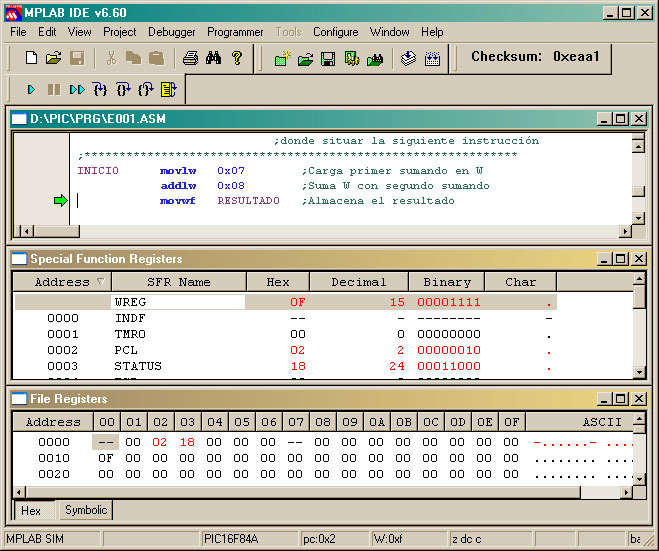 MPLAB IDE v6.60
File Edit View Project Debugger Programmer Tools Configure Window Help
Checksum: 0xeaa1
D:\PIC\PRG\E001.ASM
;donde situar la siguiente instrucción
;**************************************************************
INICIO movlw 0x07 ;Carga primer sumando en W
addlw 0x08 ;Suma W con segundo sumando
movwf RESULTADO ;Almacena el resultado
Special Function Registers
Address SFR Name Hex Decimal Binary Char
WREG 0F 15 00001111 .
0000 INDF -- -- -------- -
0001 TMR0 00 0 00000000 .
0002 PCL 02 2 00000010 .
0003 STATUS 18 24 00011000 .
File Registers
Address 00 01 02 03 04 05 06 07 08 09 0A 0B 0C 0D 0E 0F ASCII
0000 -- 00 02 18 00 00 00 -- 00 00 00 00 00 00 00 00 -......- ....
0010 0F 00 00 00 00 00 00 00 00 00 00 00 00 00 00 00 ........ ....
0020 00 00 00 00 00 00 00 00 00 00 00 00 00 00 00 00 ........ ....
Hex Symbolic
MPLAB SIM PIC16F84A pc:0x2 W:0xf z dc c ba